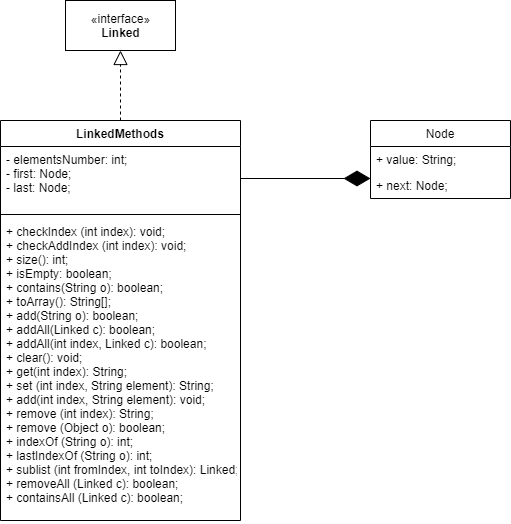 «interface»
Linked
LinkedMethods
- elementsNumber: int;
- first: Node;
- last: Node;
+ checkIndex (int index): void;
+ checkAddIndex (int index): void;
+ size(): int;
+ isEmpty: boolean;
+ contains(String o): boolean;
+ toArray(): String[];
+ add(String o): boolean;
+ addAll(Linked c): boolean;
+ addAll(int index, Linked c): boolean;
+ clear(): void;
+ get(int index): String;
+ set (int index, String element): String;
+ add(int index, String element): void;
+ remove (int index): String;
+ remove (Object o): boolean;
+ indexOf (String o): int;
+ lastIndexOf (String o): int;
+ sublist (int fromIndex, int toIndex): Linked;
+ removeAll (Linked c): boolean;
+ containsAll (Linked c): boolean;
Node
+ value: String;
+ next: Node;